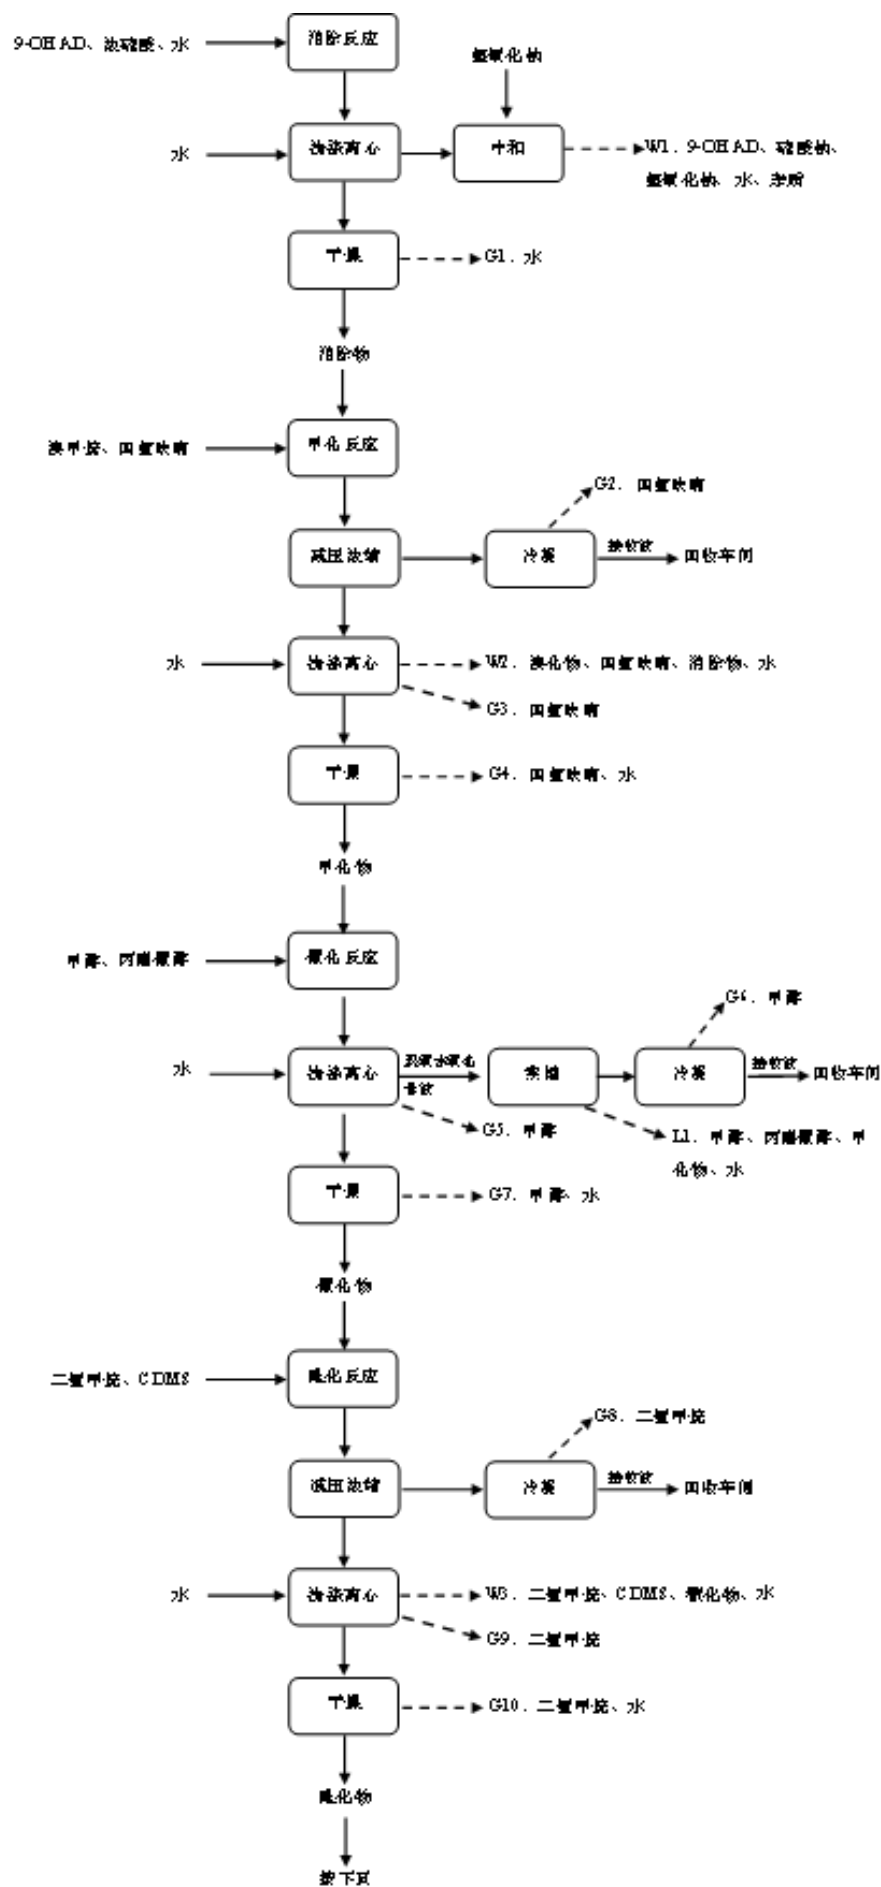 9-OHAD、浓硫酸、水
消除反应
氢氧化钠
水
洗涤离心
中和
W1．9-OHAD、硫酸钠、
氢氧化钠、水、杂质
干燥
G1．水
消除物
溴甲烷、四氢呋喃
甲化反应
G2．四氢呋喃
减压浓缩
冷凝
接收液
回收车间
水
洗涤离心
W2．溴化物、四氢呋喃、消除物、水
G3．四氢呋喃
干燥
G4．四氢呋喃、水
甲化物
甲醇、丙酮氰醇
氰化反应
G6．甲醇
水
洗涤离心
母液
蒸馏
冷凝
接收液
回收车间
G5．甲醇
L1．甲醇、丙酮氰醇、甲
化物、水
干燥
G7．甲醇、水
氰化物
二氯甲烷、CDMS
醚化反应
G8．二氯甲烷
减压浓缩
冷凝
接收液
回收车间
水
洗涤离心
W3．二氯甲烷、CDMS、氰化物、水
G9．二氯甲烷
干燥
G10．二氯甲烷、水
醚化物
接下页